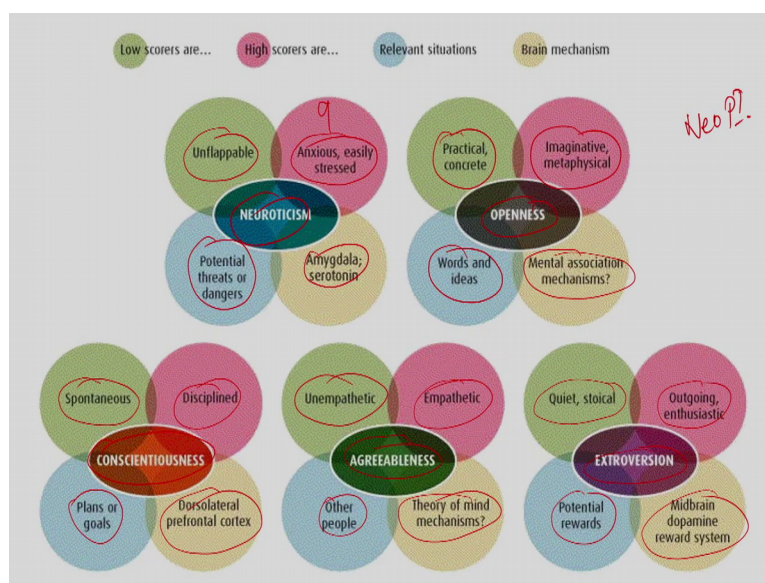 Low scorers are...
High scorers are...
Relevant situations
Brain mechanism
Unflappable
Anxious, easily
stressed
NEUROTICISM
Potential
threats or
dangers
Amygdala;
serotonin
Practical,
concrete
Imaginative,
metaphysical
OPENNESS
Words and
ideas
Mental association
mechanisms?
Spontaneous
Disciplined
CONSCIENTIOUSNESS
Plans or
goals
Dorsolateral
prefrontal cortex
Unempathetic
Empathetic
AGREEABLENESS
Other
people
Theory of mind
mechanisms?
Quiet, stoical
Outgoing,
enthusiastic
EXTROVERSION
Potential
rewards
Midbrain
dopamine
reward system